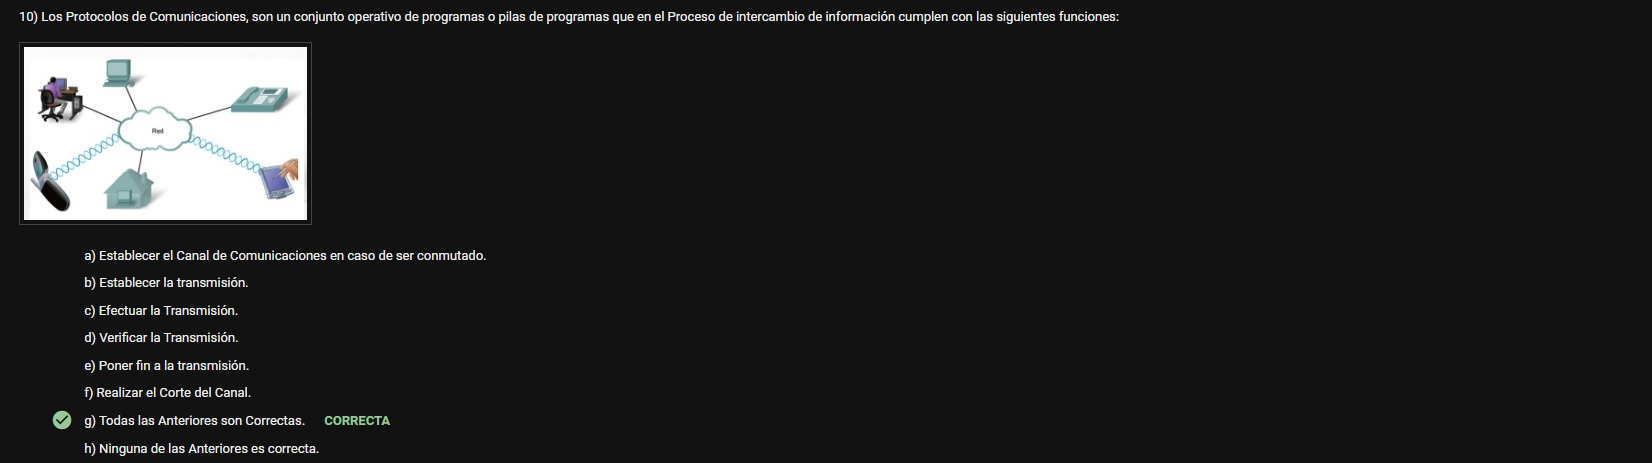 10) Los Protocolos de Comunicaciones, son un conjunto operativo de programas o pilas de programas que en el Proceso de intercambio de información cumplen con las siguientes funciones:
Red
a) Establecer el Canal de Comunicaciones en caso de ser conmutado.
b) Establecer la transmisión.
c) Efectuar la Transmisión.
d) Verificar la Transmisión.
e) Poner fin a la transmisión.
f) Realizar el Corte del Canal.
g) Todas las Anteriores son Correctas. CORRECTA
h) Ninguna de las Anteriores es correcta.